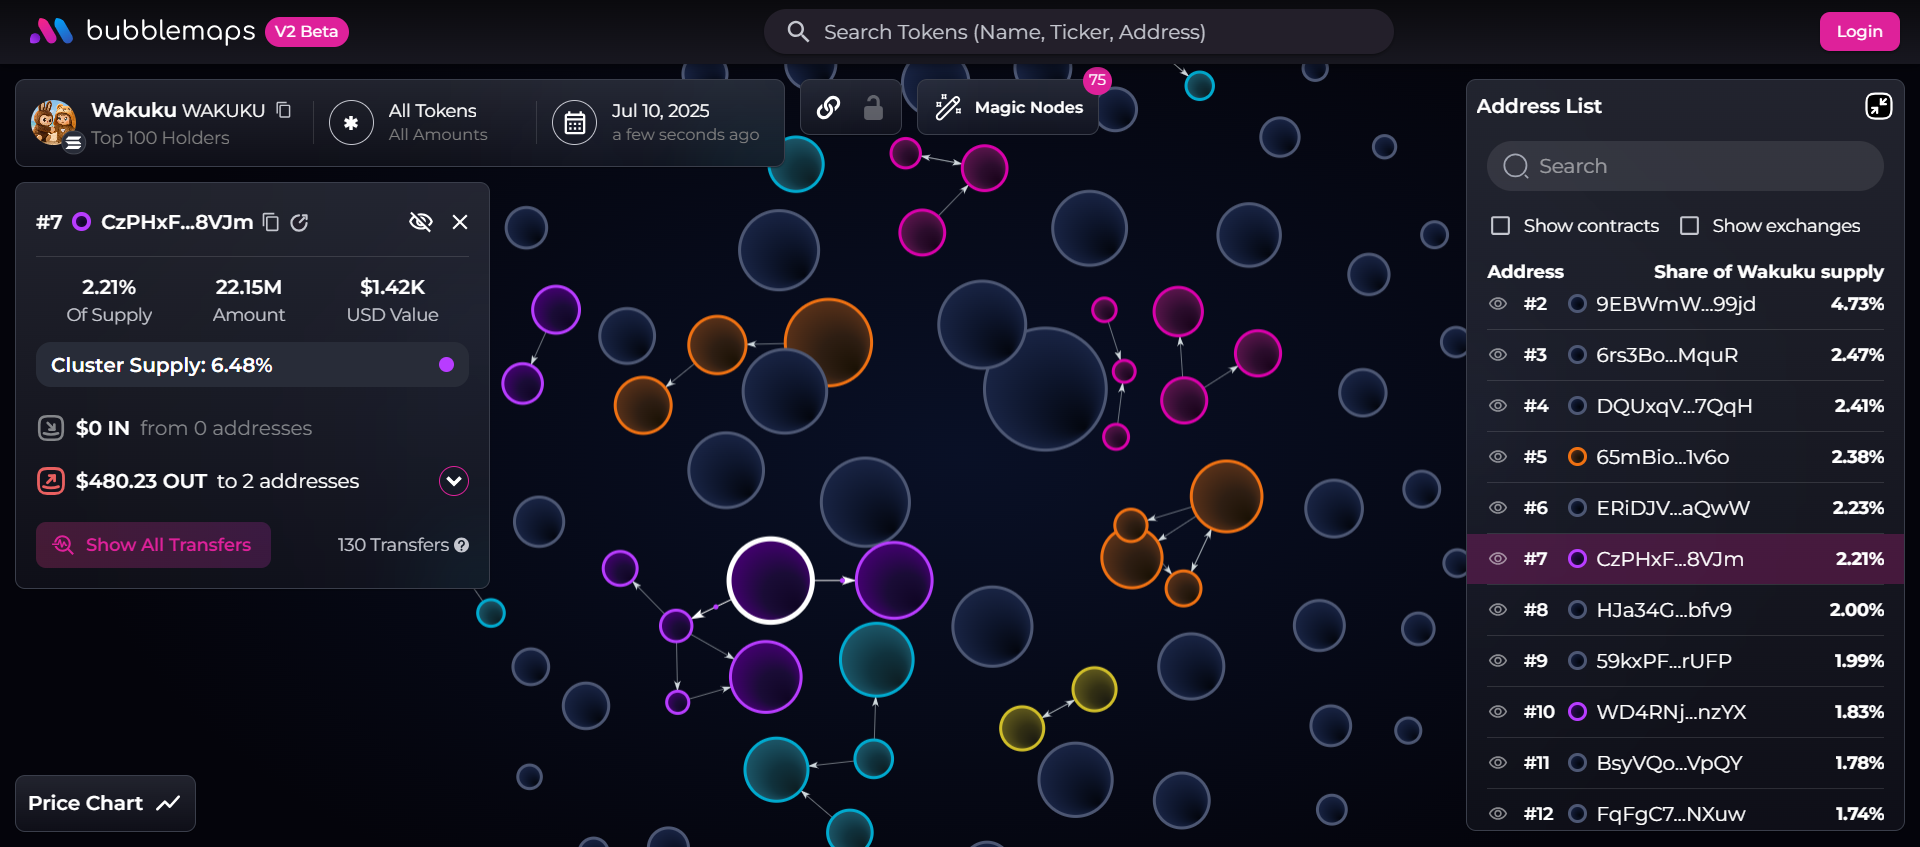 bubblemaps V2 Beta
Search Tokens (Name, Ticker, Address)
Login
Wakuku WAKUKU
Top 100 Holders
All Tokens
All Amounts
Jul 10, 2025
a few seconds ago
Magic Nodes
75
#7 CzPHxF...8VJm
2.21%
Of Supply
22.15M
Amount
$1.42K
USD Value
Cluster Supply: 6.48%
$0 IN from 0 addresses
$480.23 OUT to 2 addresses
Show All Transfers
130 Transfers ?
Price Chart
Address List
Search
Show contracts Show exchanges
Address Share of Wakuku supply
#2 9EBWmW...99jd 4.73%
#3 6rs3Bo...MquR 2.47%
#4 DQUxqV...7QqH 2.41%
#5 65mBio...1v6o 2.38%
#6 ERiDJV...aQwW 2.23%
#7 CzPHxF...8VJm 2.21%
#8 HJa34G...bfv9 2.00%
#9 59kxPF...rUFP 1.99%
#10 WD4RNj...nzYX 1.83%
#11 BsyVQo...VpQY 1.78%
#12 FqFgC7...NXuw 1.74%